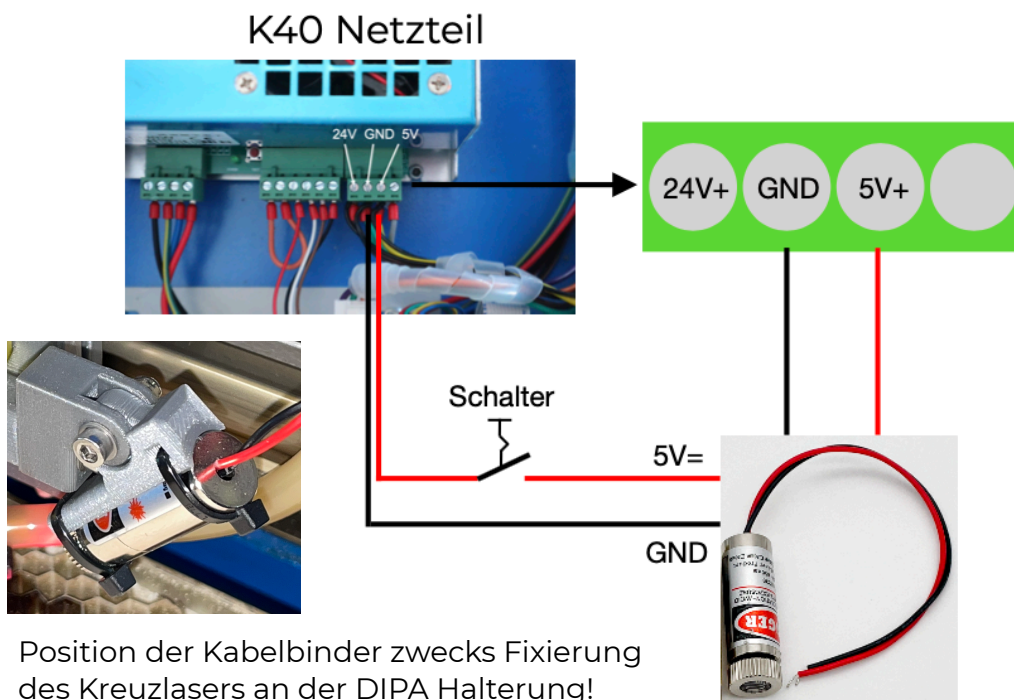 K40 Netzteil
24V GND 5V
24V+ GND 5V+
Schalter
5V=
GND
DANGER
Position der Kabelbinder zwecks Fixierung
des Kreuzlasers an der DIPA Halterung!